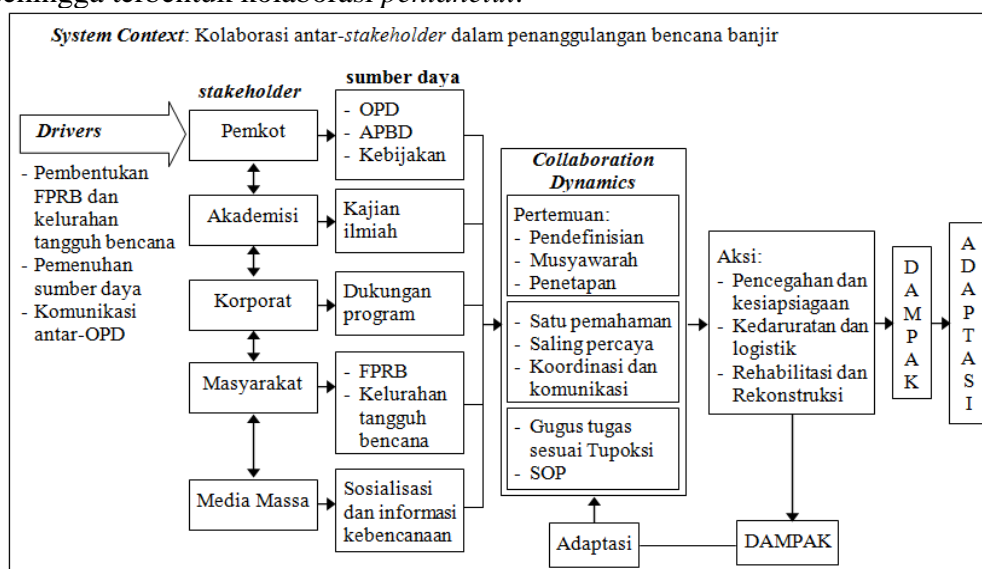 sehingga terbentuk kolaborasi pentahelix.
System Context: Kolaborasi antar-stakeholder dalam penanggulangan bencana banjir
Drivers
- Pembentukan
FPRB dan
kelurahan
tangguh bencana
- Pemenuhan
sumber daya
- Komunikasi
antar-OPD
stakeholder
Pemkot
Akademisi
Korporat
Masyarakat
Media Massa
sumber daya
- OPD
- APBD
- Kebijakan
Kajian
ilmiah
Dukungan
program
- FPRB
- Kelurahan
tangguh
bencana
Sosialisasi
dan informasi
kebencanaan
Collaboration
Dynamics
Pertemuan:
- Pendefinisian
- Musyawarah
- Penetapan
- Satu pemahaman
- Saling percaya
- Koordinasi dan
komunikasi
- Gugus tugas
sesuai Tupoksi
- SOP
Aksi:
- Pencegahan dan
kesiapsiagaan
- Kedaruratan dan
logistik
- Rehabilitasi dan
Rekonstruksi
DAMPAK
ADAPTASI
Adaptasi
DAMPAK